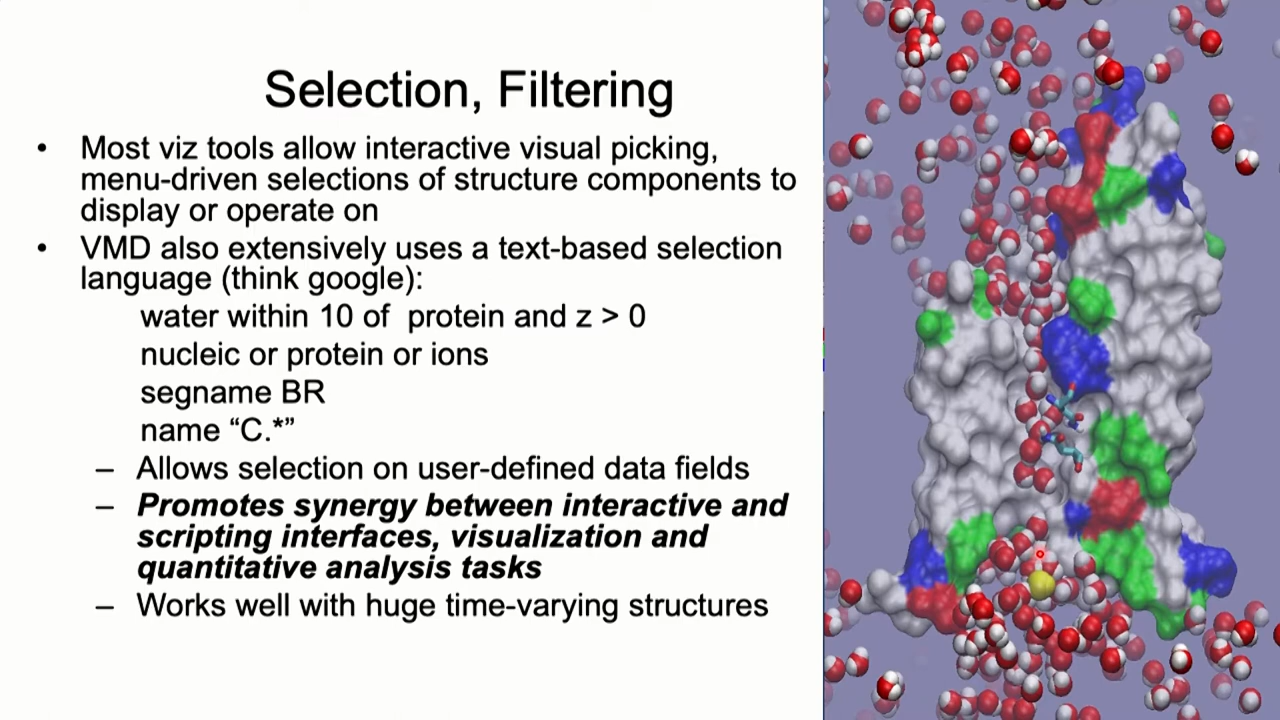 Selection, Filtering
• Most viz tools allow interactive visual picking,
menu-driven selections of structure components to
display or operate on
• VMD also extensively uses a text-based selection
language (think google):
water within 10 of  protein and z > 0
nucleic or protein or ions
segname BR
name “C.*”
– Allows selection on user-defined data fields
– Promotes synergy between interactive and
scripting interfaces, visualization and
quantitative analysis tasks
– Works well with huge time-varying structures